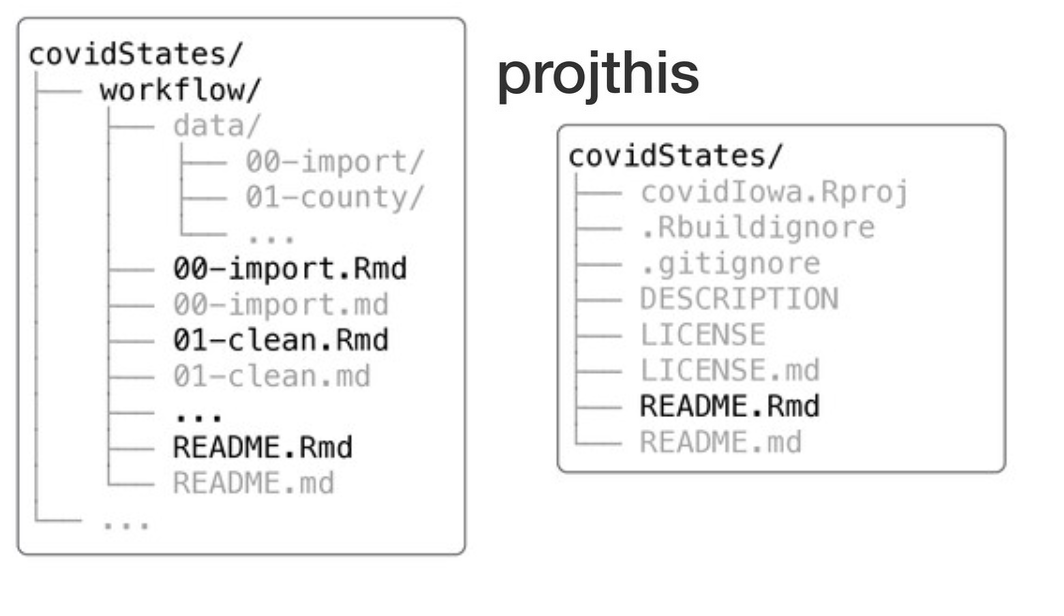 covidStates/
workflow/
data/
00-import/
01-county/
...
00-import.Rmd
00-import.md
01-clean.Rmd
01-clean.md
...
README.Rmd
README.md
...
projthis
covidStates/
covidIowa.Rproj
.Rbuildignore
.gitignore
DESCRIPTION
LICENSE
LICENSE.md
README.Rmd
README.md